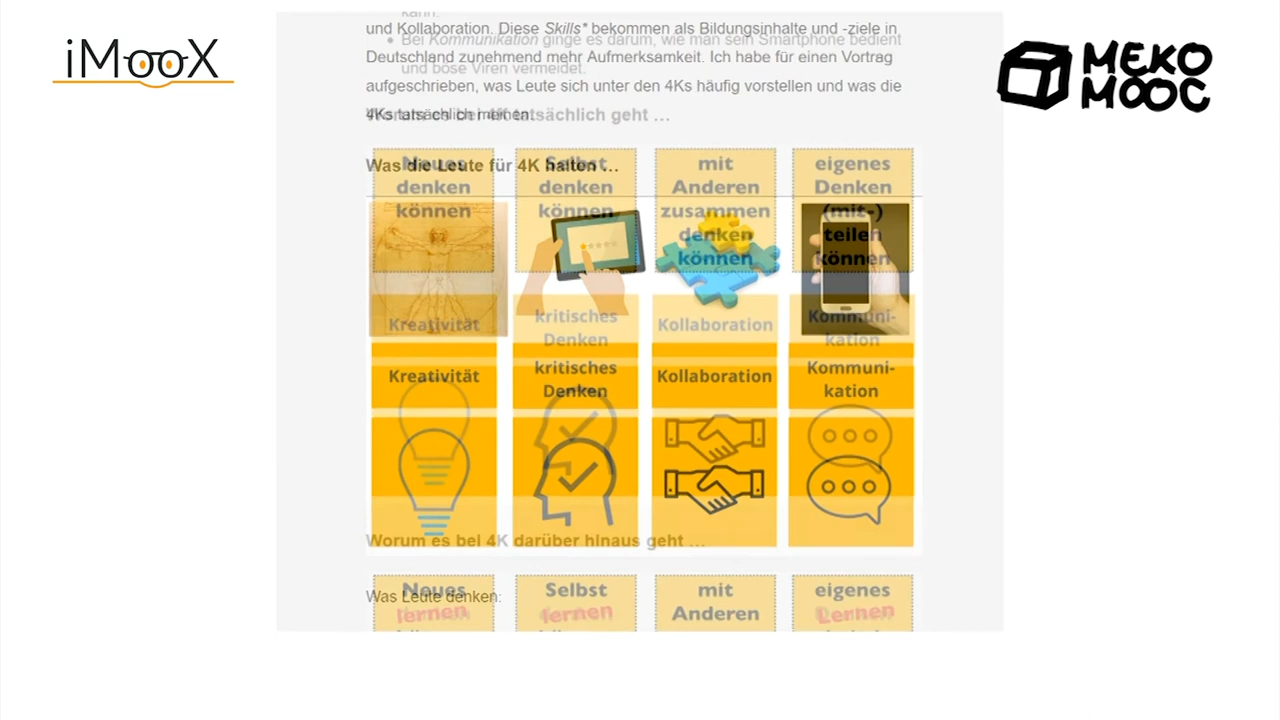 iMooX
MEKO
MOOC
kann.
und Kollaboration. Diese Skills* bekommen als Bildungsinhalte und -ziele in
Bei Kommunikation ginge es darum, wie man sein Smartphone bedient
Deutschland zunehmend mehr Aufmerksamkeit. Ich habe für einen Vortrag
und böse Viren vermeidet.
aufgeschrieben, was Leute sich unter den 4Ks häufig vorstellen und was die
4Ks tatsächlich meinen.
tatsächlich geht …
Was die Leute für 4K halten …
Neues
denken
können
Selbst
denken
können
mit
Anderen
zusammen
denken
können
eigenes
Denken
(mit-)
teilen
können
Kreativität
kritisches
Denken
Kollaboration
Kommuni-
kation
Kreativität
kritisches
Denken
Kollaboration
Kommuni-
kation
Worum es bei 4K darüber hinaus geht …
Was Leute denken:
Neues
lernen
Selbst
lernen
mit
Anderen
eigenes
Lernen